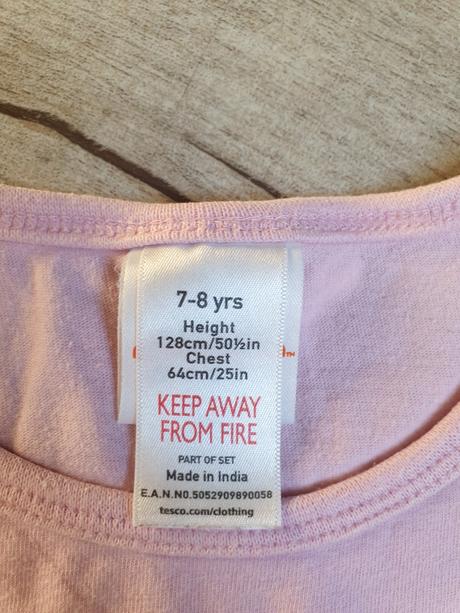 7-8 yrs
Height
128cm/50½in
Chest
64cm/25in
KEEP AWAY
FROM FIRE
PART OF SET
Made in India
E.A.N.NO.5052909890058
tesco.com/clothing
TM